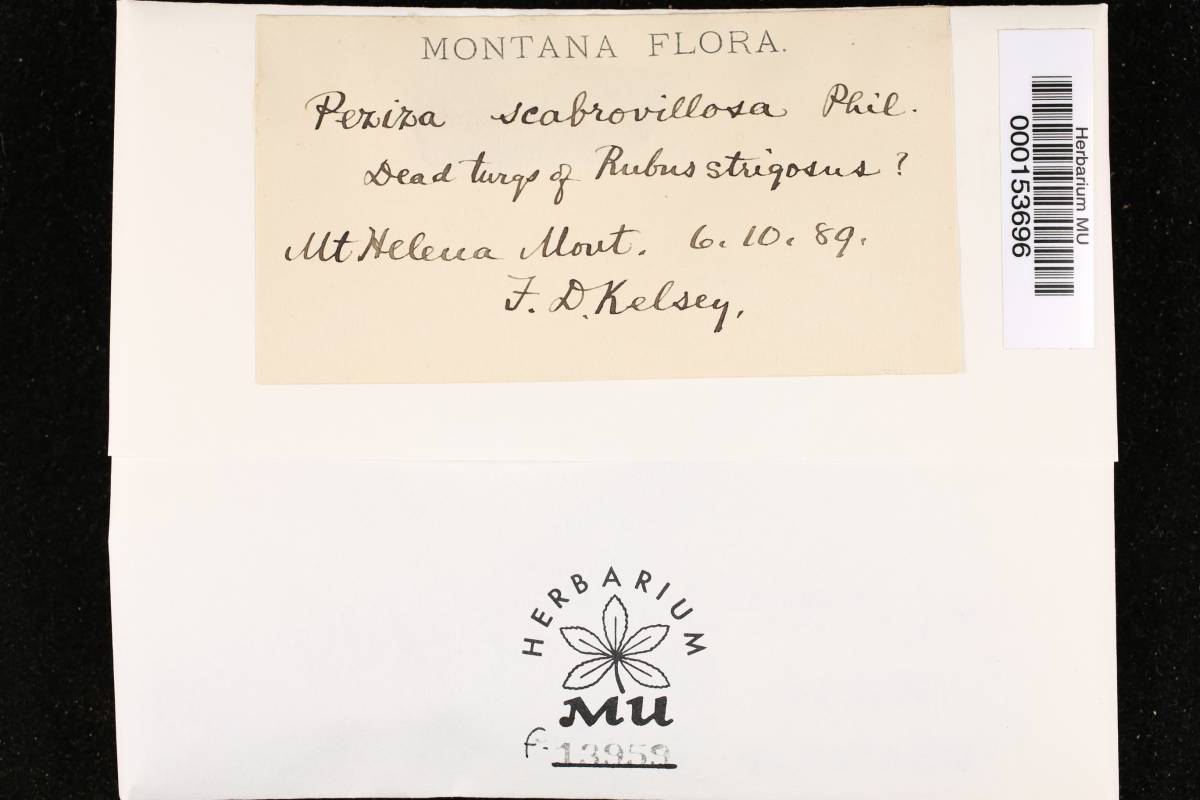 MONTANA FLORA.
Peziza scabrovillosa Phil.
Dead turgs of Rubus strigosus ?
Mt Helena Mont. 6. 10. 89.
F. D. Kelsey,
Herbarium MU
000153696
HERBARIUM
MU
f. 13953